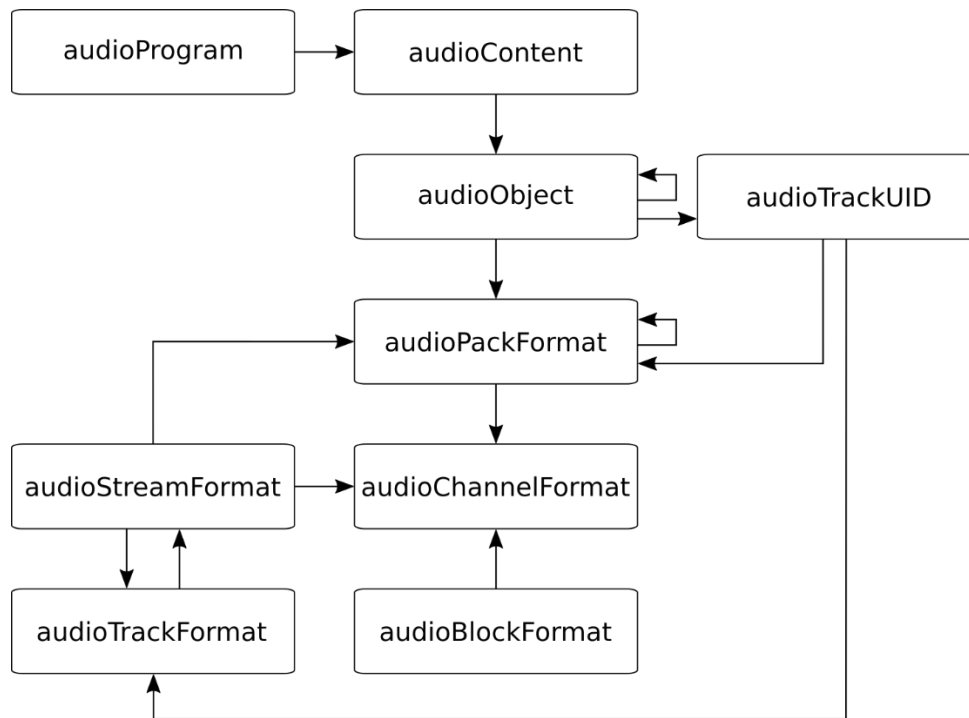 audioProgram
audioContent
audioObject
audioTrackUID
audioPackFormat
audioStreamFormat
audioChannelFormat
audioTrackFormat
audioBlockFormat